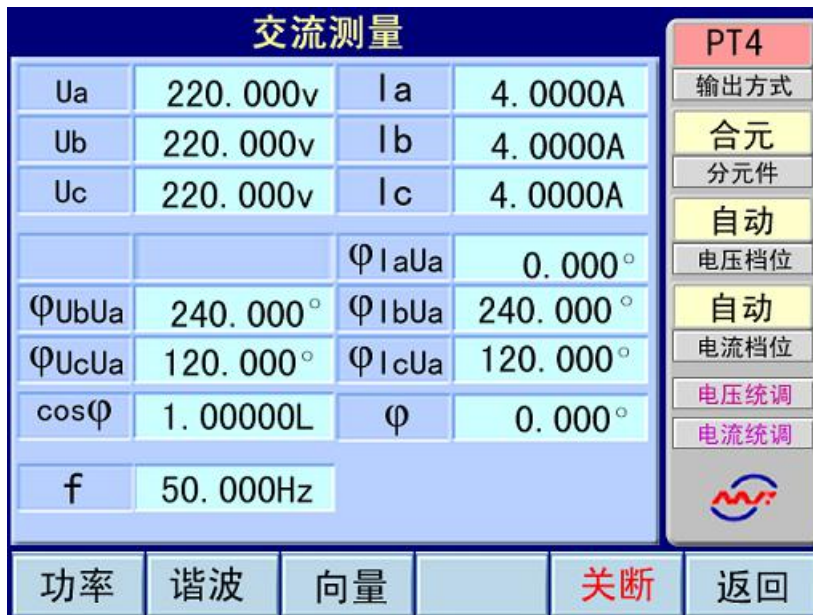 交流测量
Ua 220.000v Ia 4.0000A
Ub 220.000v Ib 4.0000A
Uc 220.000v Ic 4.0000A
φIaUa 0.000°
φUbUa 240.000° φIbUa 240.000°
φUcUa 120.000° φIcUa 120.000°
cosφ 1.00000L φ 0.000°
f 50.000Hz
PT4
输出方式
合元
分元件
自动
电压档位
自动
电流档位
电压统调
电流统调
功率 谐波 向量 关断 返回